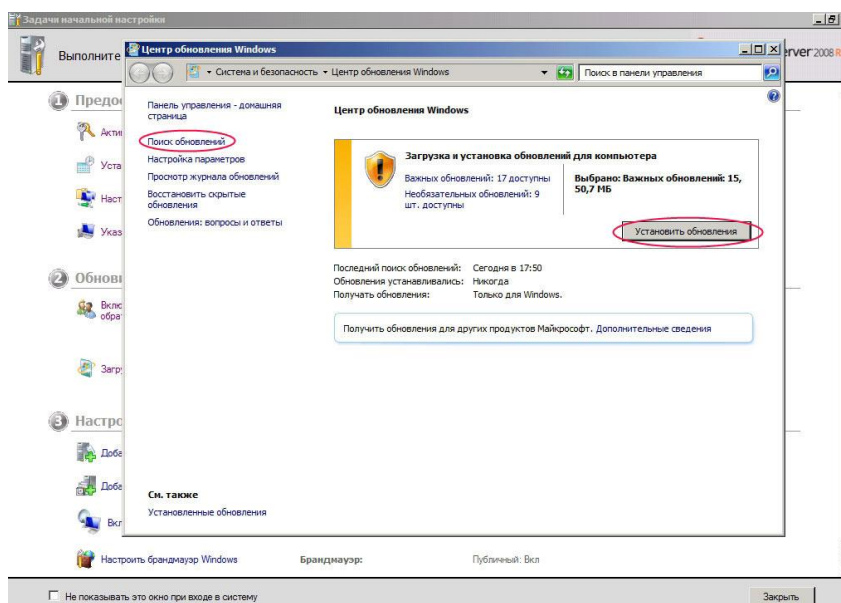 Задачи начальной настройки
Выполните
erver 2008 R
Центр обновления Windows
Система и безопасность
Центр обновления Windows
Поиск в панели управления
Панель управления - домашняя
страница
Поиск обновлений
Настройка параметров
Просмотр журнала обновлений
Восстановить скрытые
обновления
Обновления: вопросы и ответы
См. также
Установленные обновления
Центр обновления Windows
Загрузка и установка обновлений для компьютера
Важных обновлений: 17 доступны
Необязательных обновлений: 9
шт. доступны
Выбрано: Важных обновлений: 15,
50,7 МБ
Установить обновления
Последний поиск обновлений: Сегодня в 17:50
Обновления устанавливались: Никогда
Получать обновления: Только для Windows.
Получить обновления для других продуктов Майкрософт. Дополнительные сведения
1 Предо
Акти
Уста
Наст
Указ
2 Обнов
Вклю
обра
Загр
3 Настро
Доба
Доба
Вкл
Настроить брандмауэр Windows
Брандмауэр:
Публичный: Вкл
Не показывать это окно при входе в систему
Закрыть